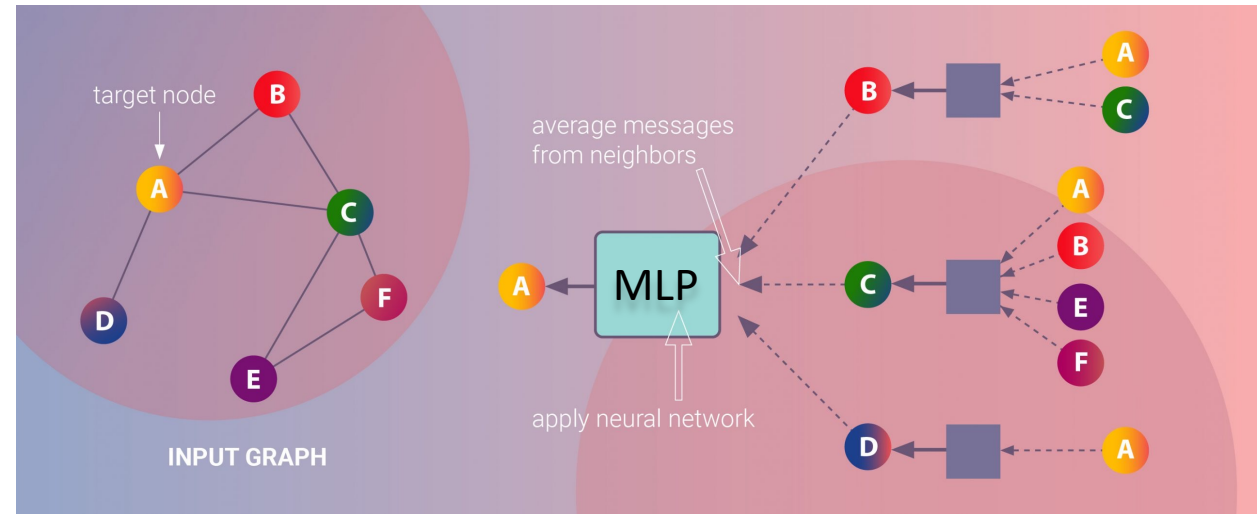 target node
A
B
C
D
E
F
INPUT GRAPH
average messages
from neighbors
A
MLP
apply neural network
B
A
C
C
A
B
E
F
D
A